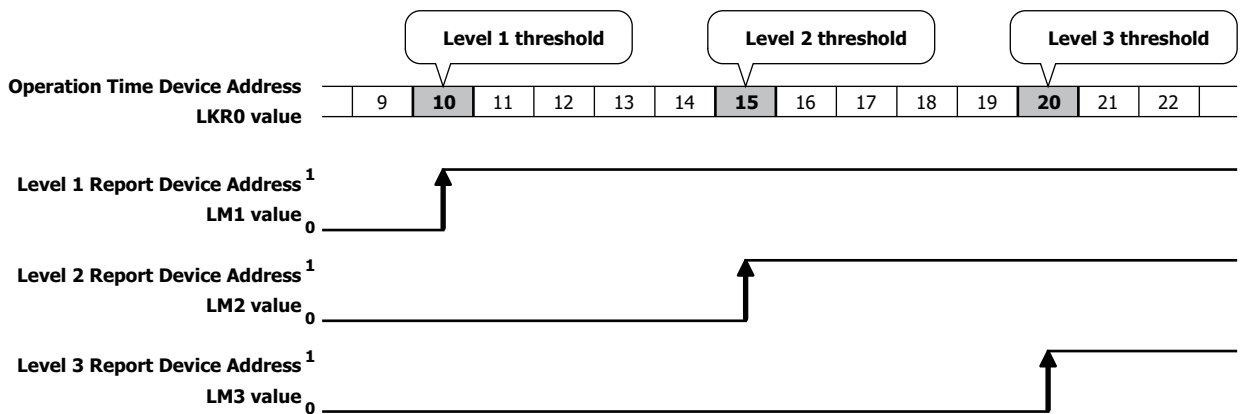 Level 1 threshold Level 2 threshold Level 3 threshold
Operation Time Device Address
LKR0 value
9 10 11 12 13 14 15 16 17 18 19 20 21 22
Level 1 Report Device Address 1
LM1 value 0
Level 2 Report Device Address 1
LM2 value 0
Level 3 Report Device Address 1
LM3 value 0